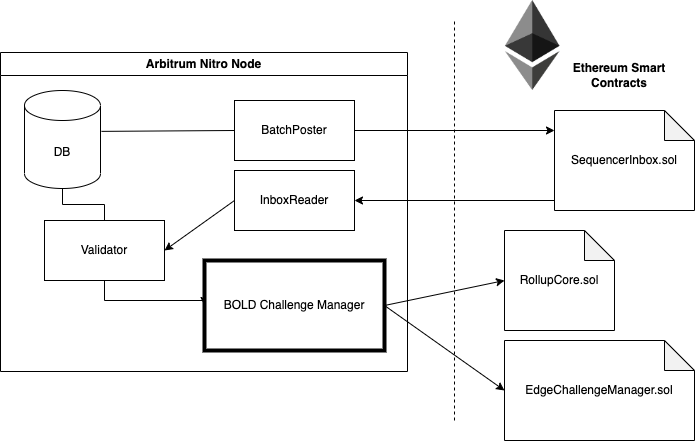 Arbitrum Nitro Node
Ethereum Smart
Contracts
DB
BatchPoster
SequencerInbox.sol
InboxReader
Validator
BOLD Challenge Manager
RollupCore.sol
EdgeChallengeManager.sol